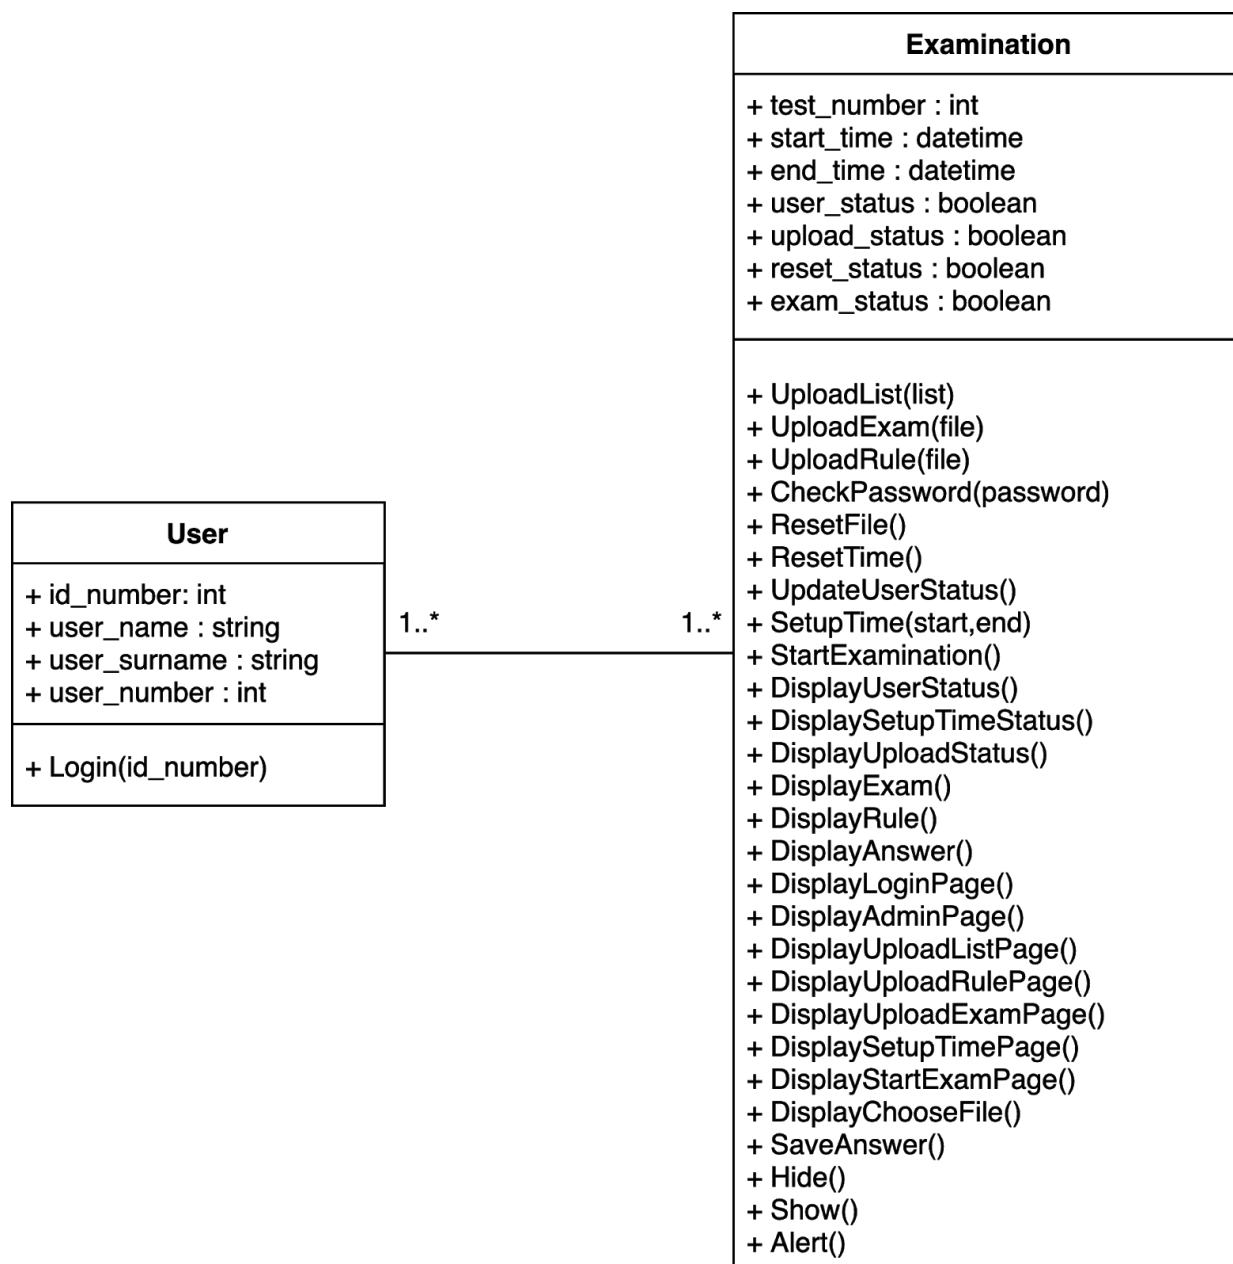 Examination
+ test_number : int
+ start_time : datetime
+ end_time : datetime
+ user_status : boolean
+ upload_status : boolean
+ reset_status : boolean
+ exam_status : boolean
+ UploadList(list)
+ UploadExam(file)
+ UploadRule(file)
+ CheckPassword(password)
+ ResetFile()
+ ResetTime()
+ UpdateUserStatus()
+ SetupTime(start,end)
+ StartExamination()
+ DisplayUserStatus()
+ DisplaySetupTimeStatus()
+ DisplayUploadStatus()
+ DisplayExam()
+ DisplayRule()
+ DisplayAnswer()
+ DisplayLoginPage()
+ DisplayAdminPage()
+ DisplayUploadListPage()
+ DisplayUploadRulePage()
+ DisplayUploadExamPage()
+ DisplaySetupTimePage()
+ DisplayStartExamPage()
+ DisplayChooseFile()
+ SaveAnswer()
+ Hide()
+ Show()
+ Alert()
User
+ id_number: int
+ user_name : string
+ user_surname : string
+ user_number : int
+ Login(id_number)
1..*
1..*